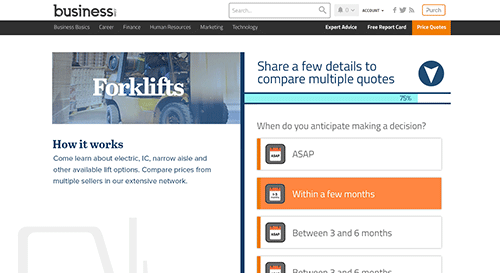 business.com
Search...
0
ACCOUNT
Purch
Business Basics Career Finance Human Resources Marketing Technology Expert Advice Free Report Card Price Quotes
Forklifts
Share a few details to
compare multiple quotes
75%
How it works
Come learn about electric, IC, narrow aisle and
other available lift options. Compare prices from
multiple sellers in our extensive network.
When do you anticipate making a decision?
ASAP
ASAP
Within a few months
ASAP
Between 3 and 6 months
ASAP
Between 3 and 6 months